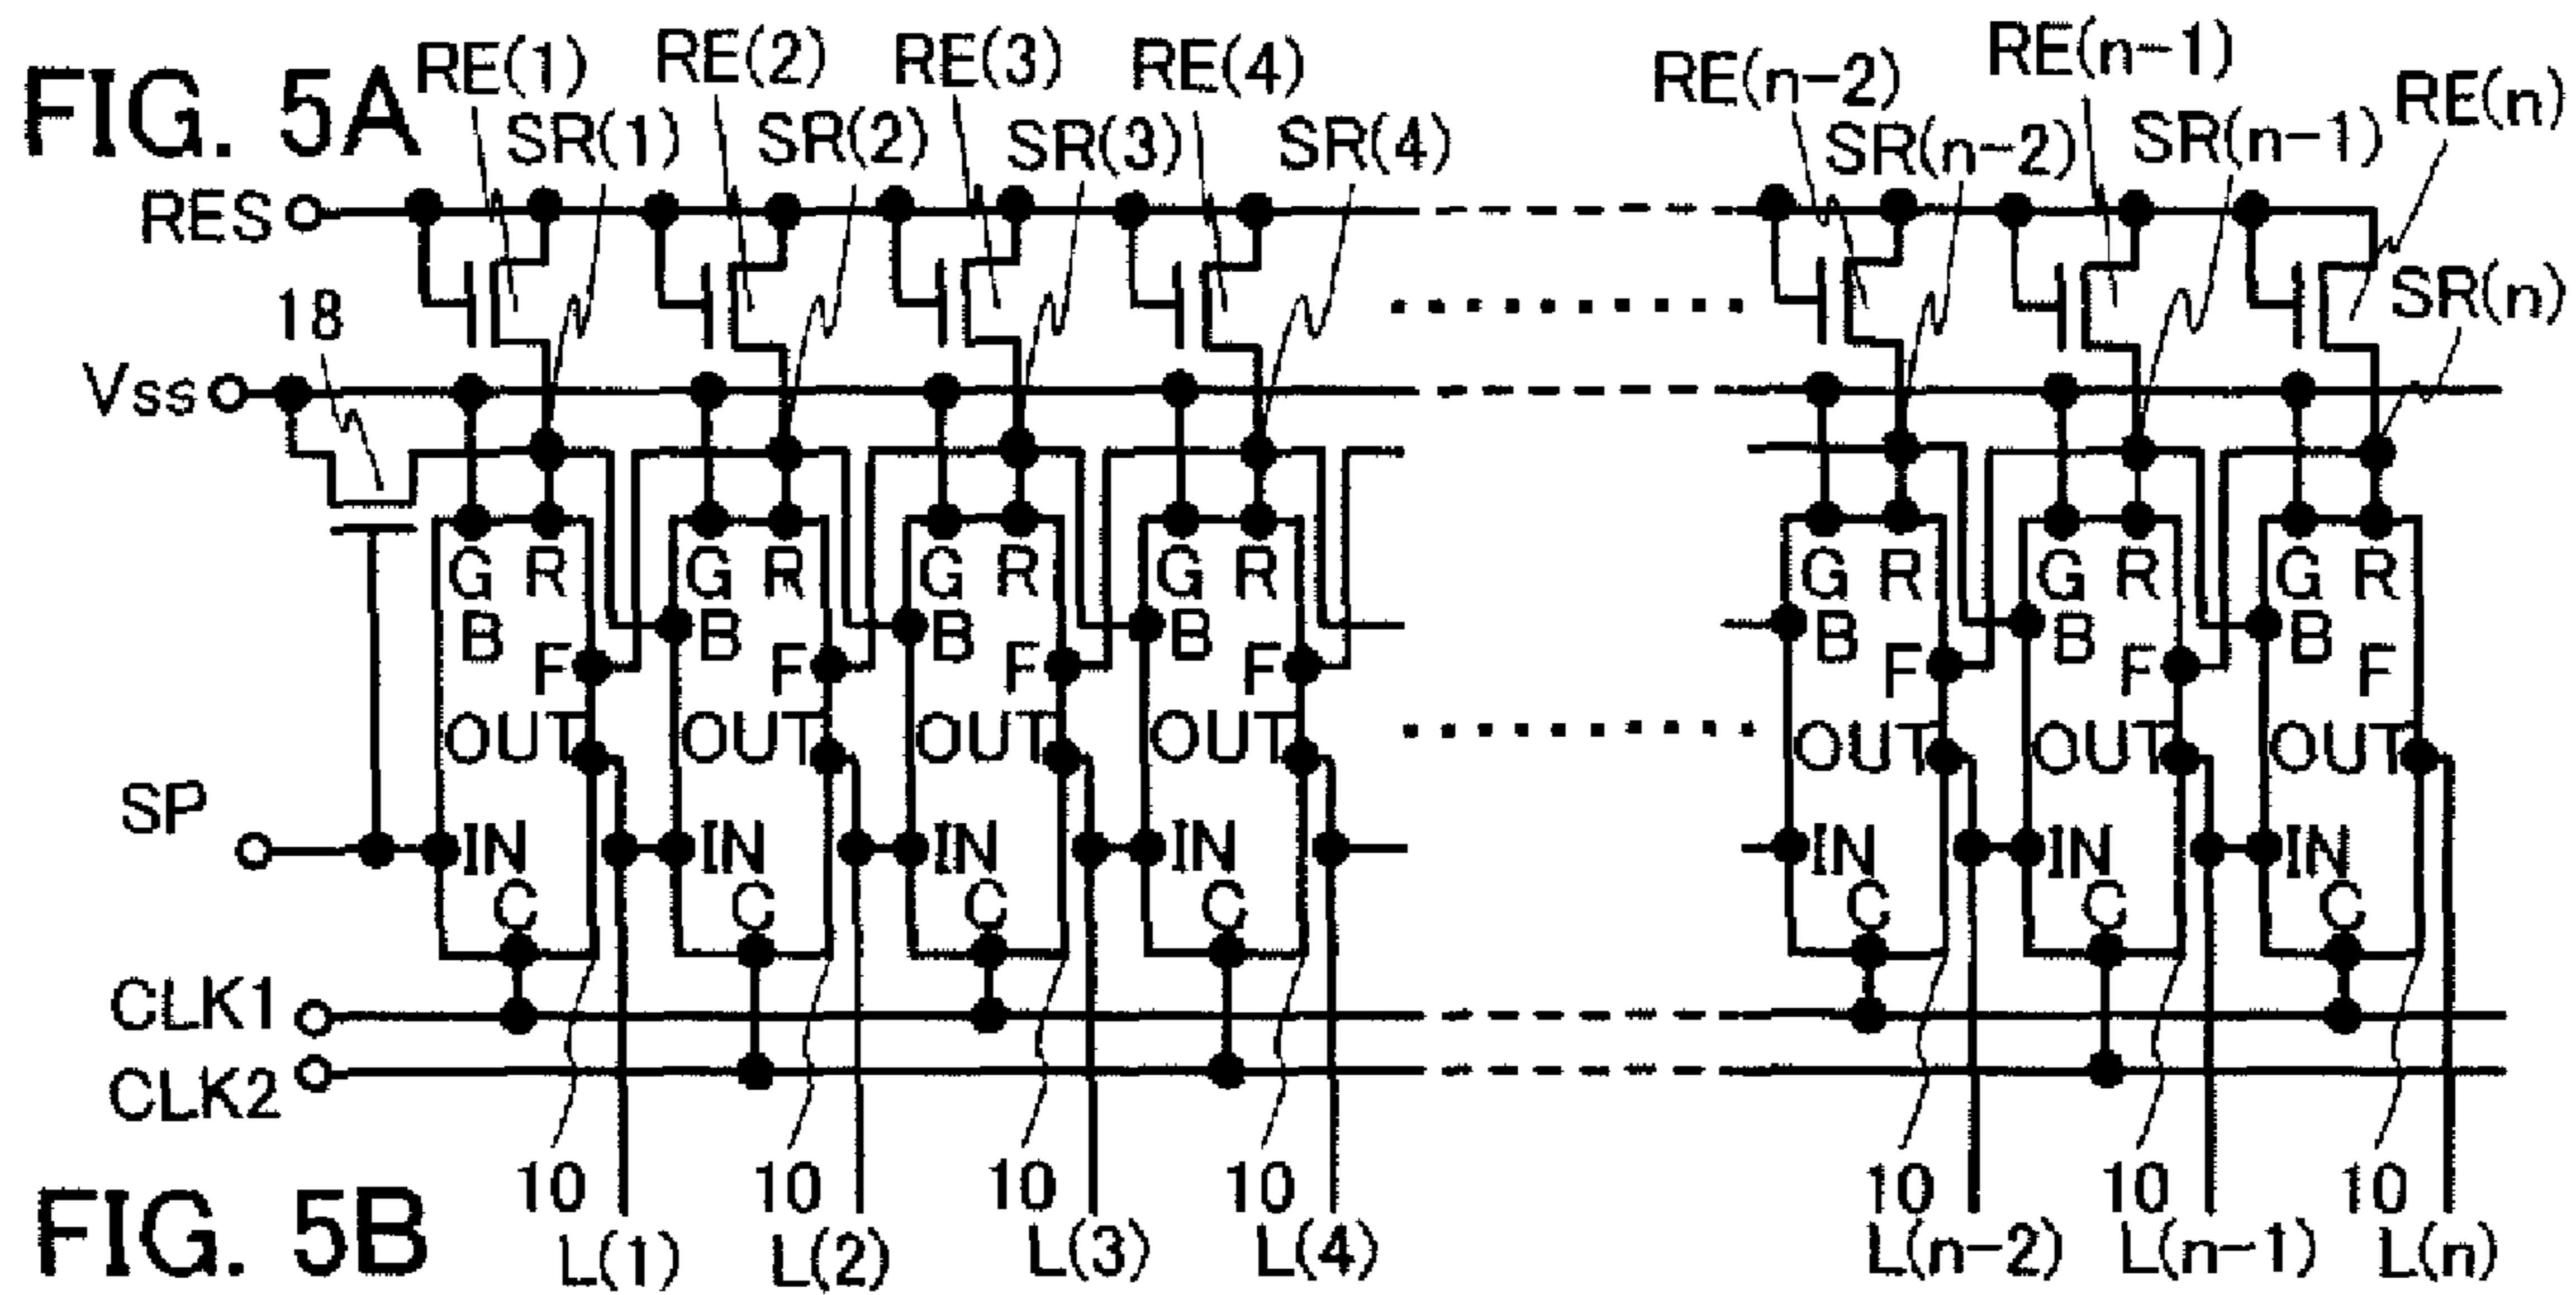 FIG. 5A
RE(1) RE(2) RE(3) RE(4) RE(n-2) RE(n-1) RE(n)
SR(1) SR(2) SR(3) SR(4) SR(n-2) SR(n-1)
RES
SR(n)
18
Vss
G R G R G R G R G R G R G R
B B B B B B B
F F F F F F F
OUT OUT OUT OUT OUT OUT OUT
SP
IN IN IN IN IN IN IN
C C C C C C C
CLK1
CLK2
10 10 10 10 10 10 10
L(1) L(2) L(3) L(4) L(n-2) L(n-1) L(n)
FIG. 5B